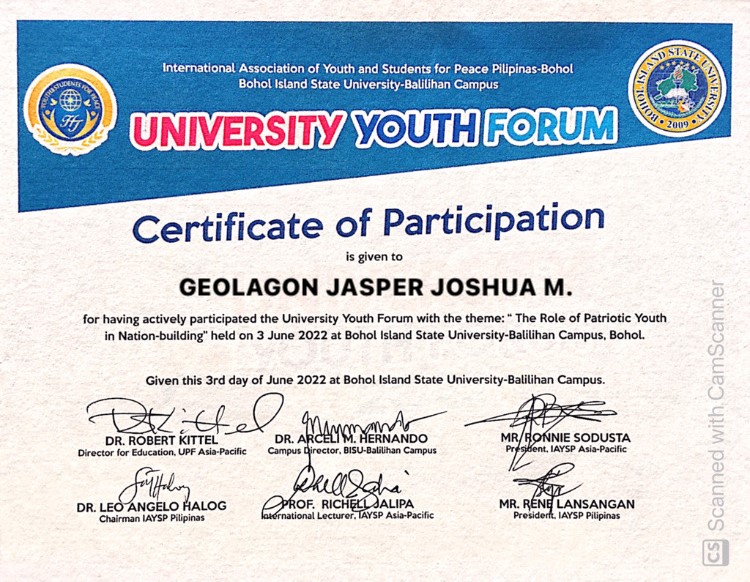 International Association of Youth and Students for Peace Pilipinas-Bohol
Bohol Island State University-Balilihan Campus
UNIVERSITY YOUTH FORUM
YOUTH & STUDENTS FOR PEACE
BOHOL ISLAND STATE UNIVERSITY
2009
Certificate of Participation
is given to
GEOLAGON JASPER JOSHUA M.
for having actively participated the University Youth Forum with the theme: “ The Role of Patriotic Youth
in Nation-building” held on 3 June 2022 at Bohol Island State University-Balilihan Campus, Bohol.
Given this 3rd day of June 2022 at Bohol Island State University-Balilihan Campus.
DR. ROBERT KITTEL
Director for Education, UPF Asia-Pacific
DR. ARCELI M. HERNANDO
Campus Director, BISU-Balilihan Campus
MR. RONNIE SODUSTA
President, IAYSP Asia-Pacific
DR. LEO ANGELO HALOG
Chairman IAYSP Pilipinas
PROF. RICHELL JALIPA
International Lecturer, IAYSP Asia-Pacific
MR. RENE LANSANGAN
President, IAYSP Pilipinas
CS Scanned with CamScanner